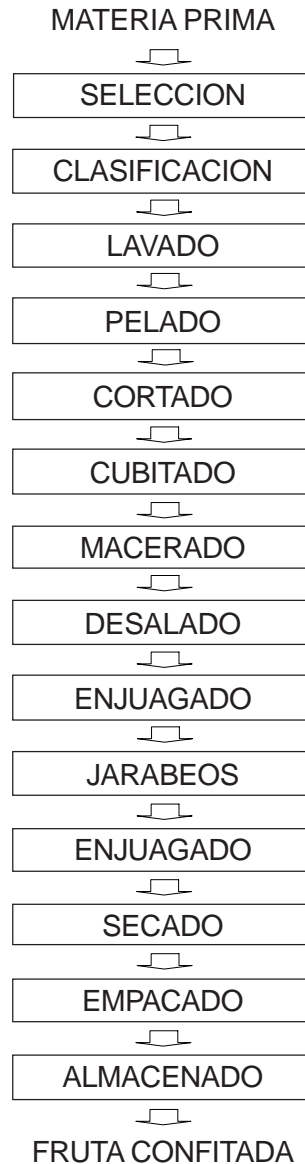 MATERIA PRIMA
SELECCION
CLASIFICACION
LAVADO
PELADO
CORTADO
CUBITADO
MACERADO
DESALADO
ENJUAGADO
JARABEOS
ENJUAGADO
SECADO
EMPACADO
ALMACENADO
FRUTA CONFITADA